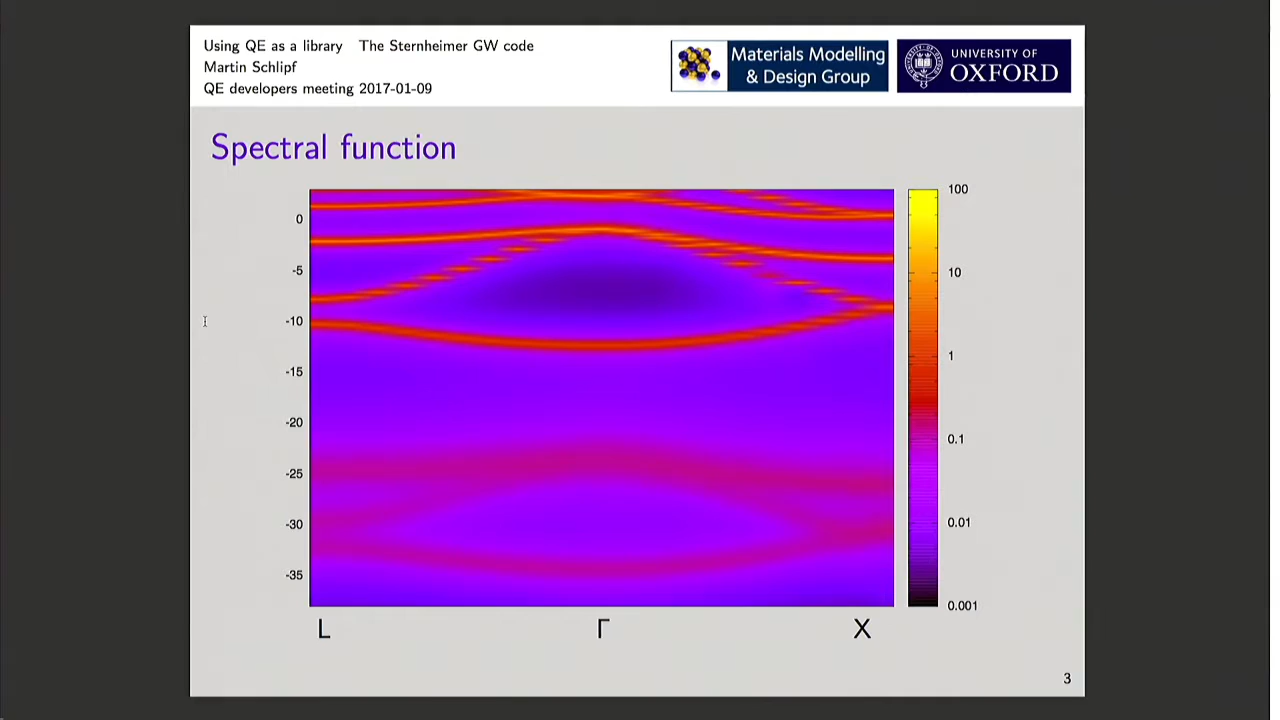 Using QE as a library The Sternheimer GW code
Martin Schlipf
QE developers meeting 2017-01-09
Materials Modelling
& Design Group
UNIVERSITY OF
OXFORD
Spectral function
0
-5
-10
-15
-20
-25
-30
-35
L
Γ
X
100
10
1
0.1
0.01
0.001
3